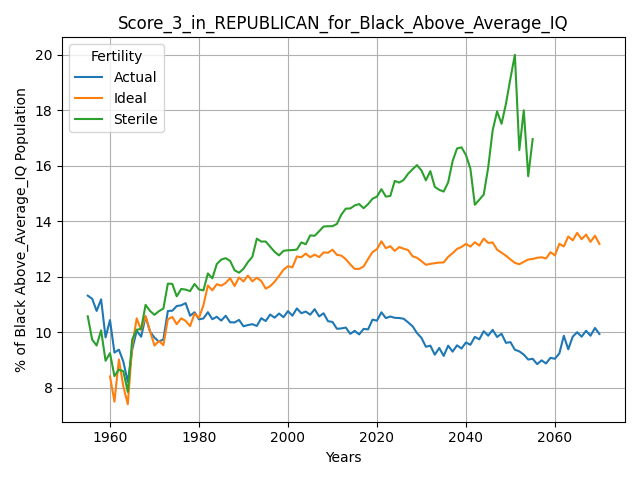 Score_3_in_REPUBLICAN_for_Black_Above_Average_IQ
Fertility
Actual
Ideal
Sterile
% of Black Above_Average_IQ Population
20
18
16
14
12
10
8
1960
1980
2000
2020
2040
2060
Years